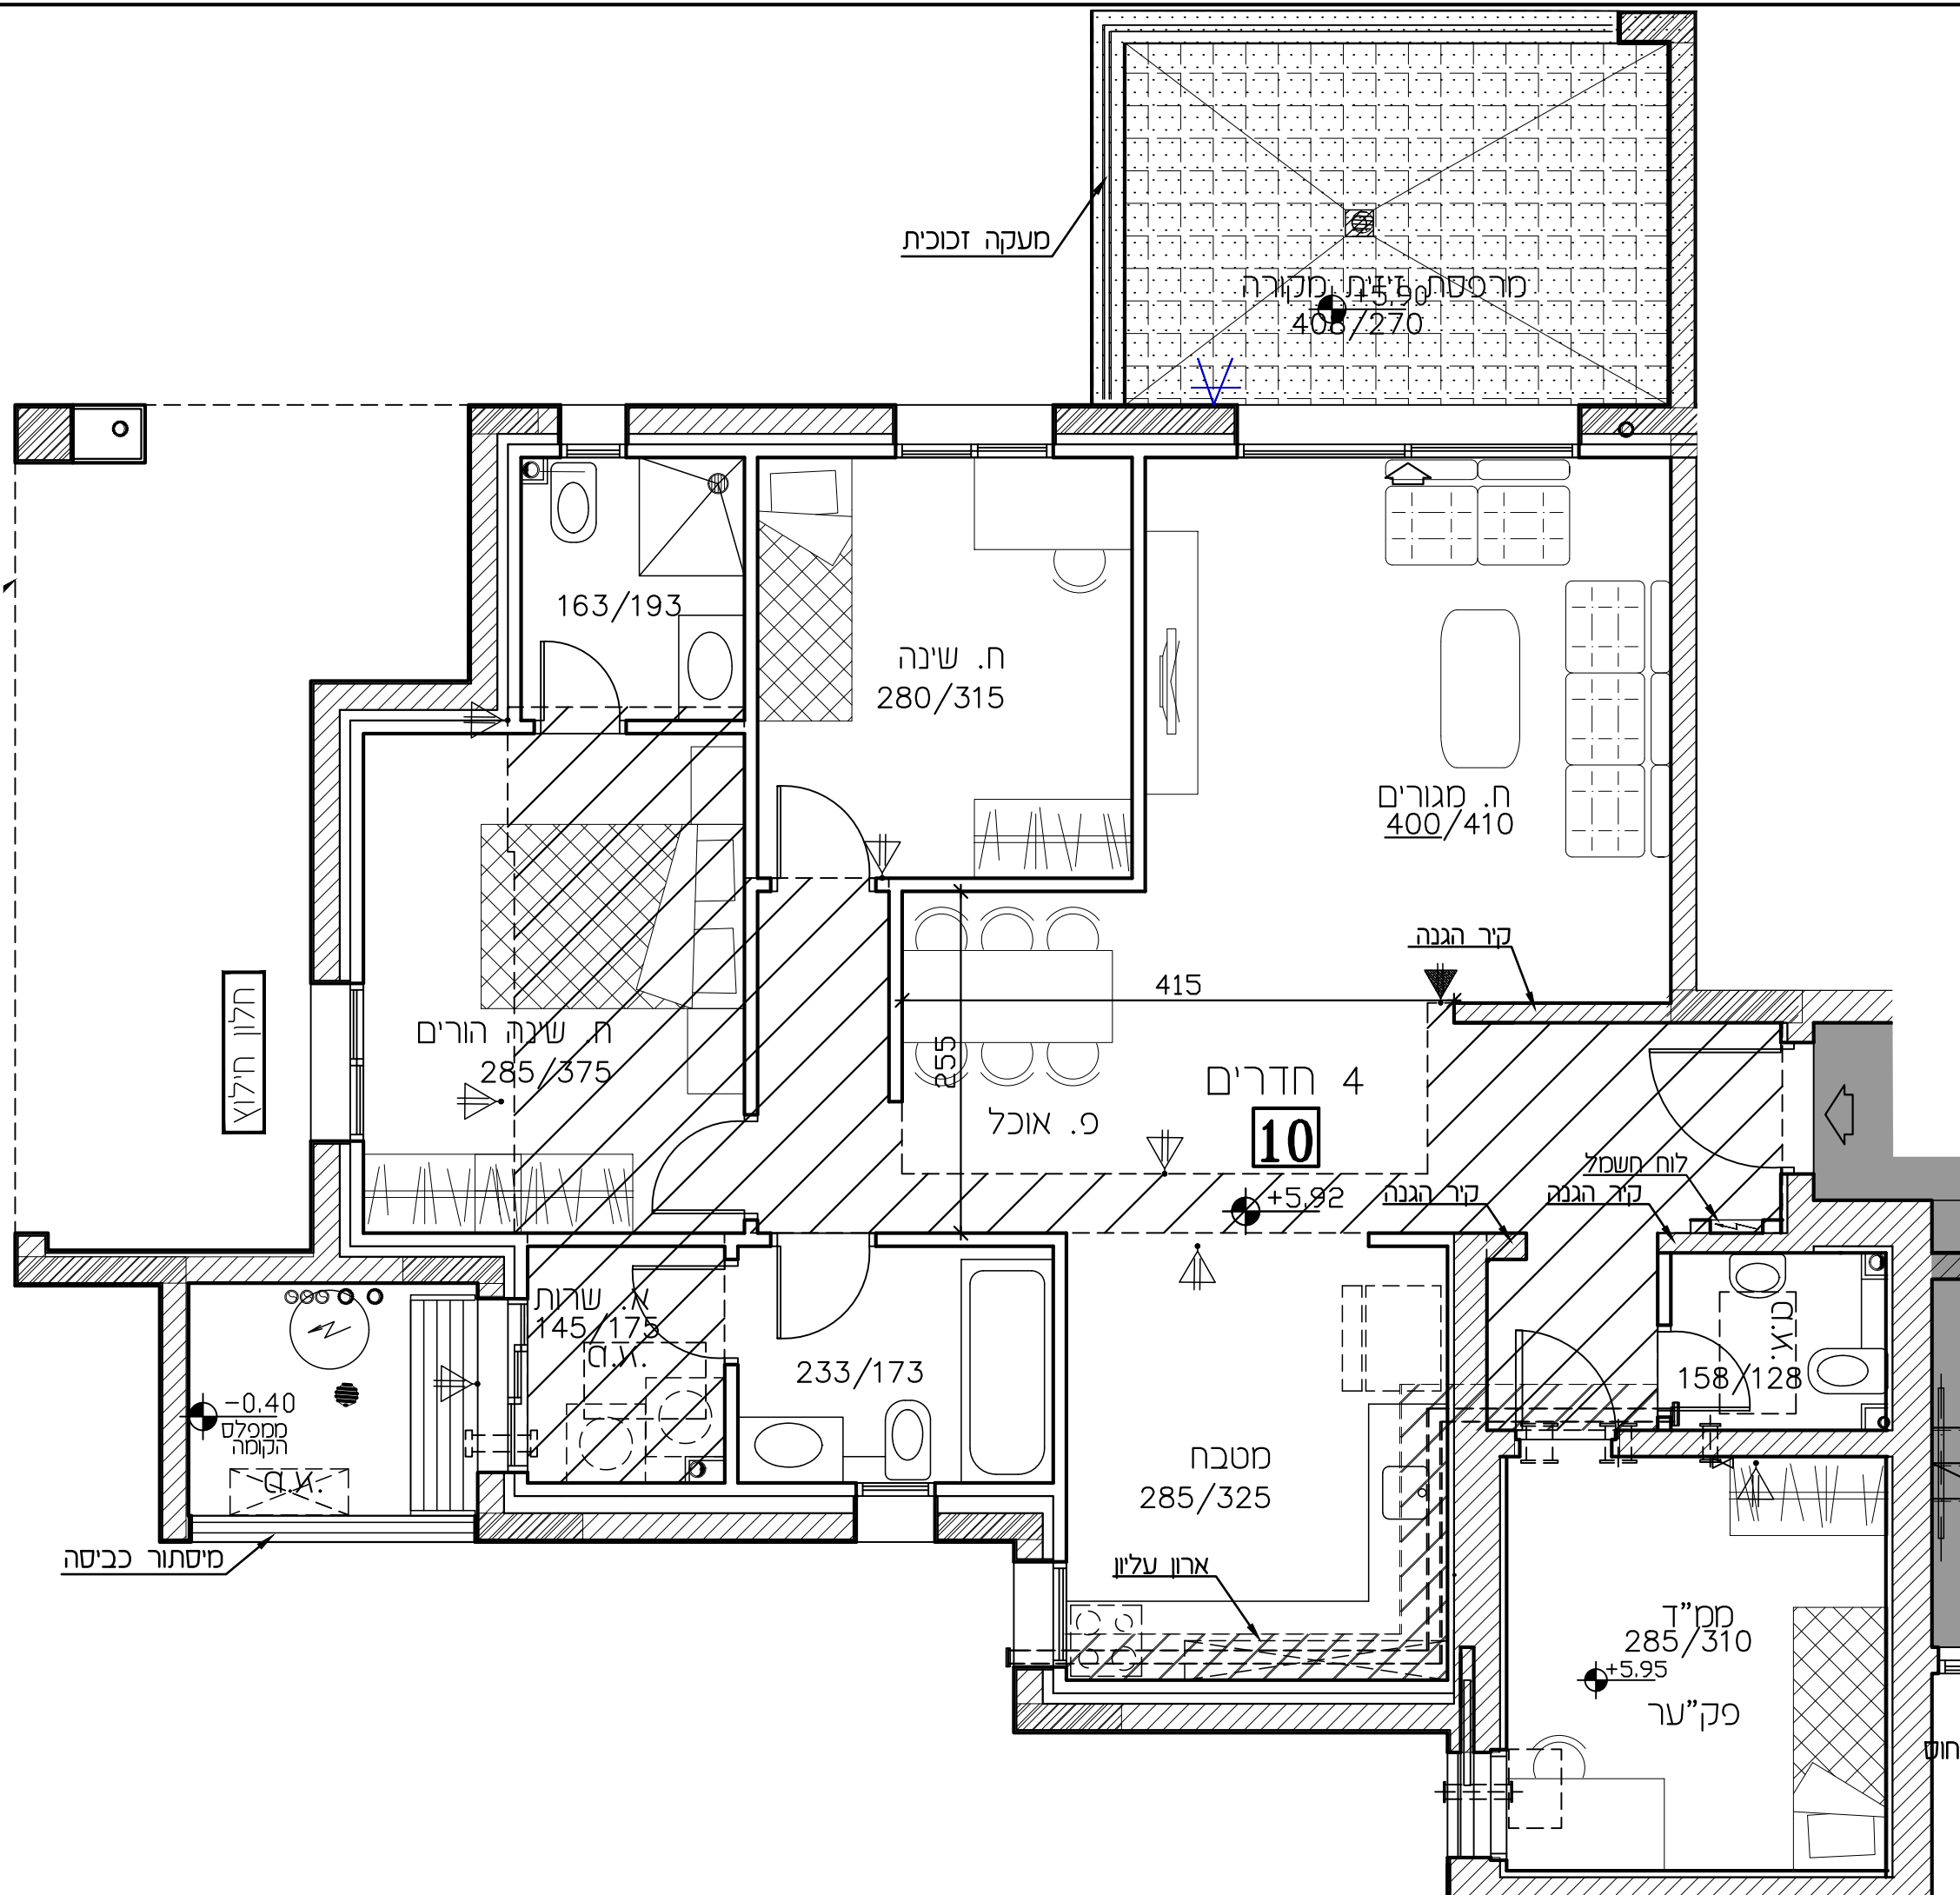 מעקה זכוכית
מרפסת זיזית מקורה
+5.90
408/270
163/193
ח. שינה
280/315
ח. מגורים
400/410
קיר הגנה
415
255
חלון חילוץ
ח. שינה הורים
285/375
4 חדרים
10
פ. אוכל
לוח חשמל
קיר הגנה
קיר הגנה
+5.92
א. שרות
145/175
מ.א.
233/173
מ.א.
158/128
-0.40
ממפלס
הקומה
מ.א.
מטבח
285/325
מיסתור כביסה
ארון עליון
ממ"ד
285/310
+5.95
פק"ער
חוס